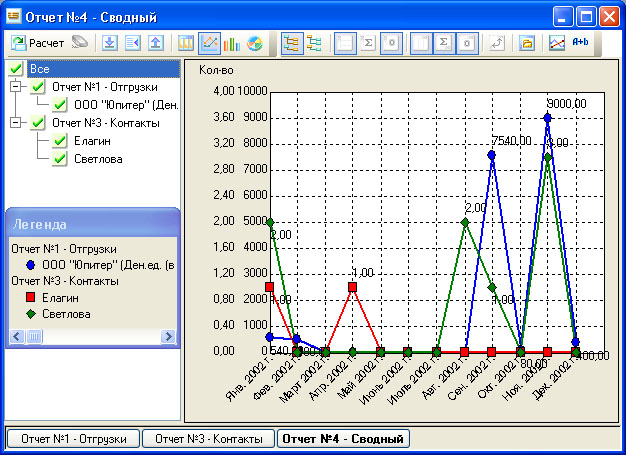 Отчет №4 - Сводный
Расчет
A+b
Все
Отчет №1 - Отгрузки
ООО "Юпитер" (Ден.
Отчет №3 - Контакты
Елагин
Светлова
Легенда
Отчет №1 - Отгрузки
ООО "Юпитер" (Ден.ед. (в
Отчет №3 - Контакты
Елагин
Светлова
Кол-во
4,00 10000
3,60 9000
3,20 8000
2,80 7000
2,40 6000
2,00 5000
1,60 4000
1,20 3000
0,80 2000
0,40 1000
0,00
9000,00
7540,00
3,00
2,00
2,00
1,00
1,00
1,00
80,00
400,00
Янв. 2002 г.
Фев. 2002 г.
Март 2002 г.
Апр. 2002 г.
Май 2002 г.
Июнь 2002 г.
Июль 2002 г.
Авг. 2002 г.
Сен. 2002 г.
Окт. 2002 г.
Ноя. 2002 г.
Дек. 2002 г.
Отчет №1 - Отгрузки
Отчет №3 - Контакты
Отчет №4 - Сводный